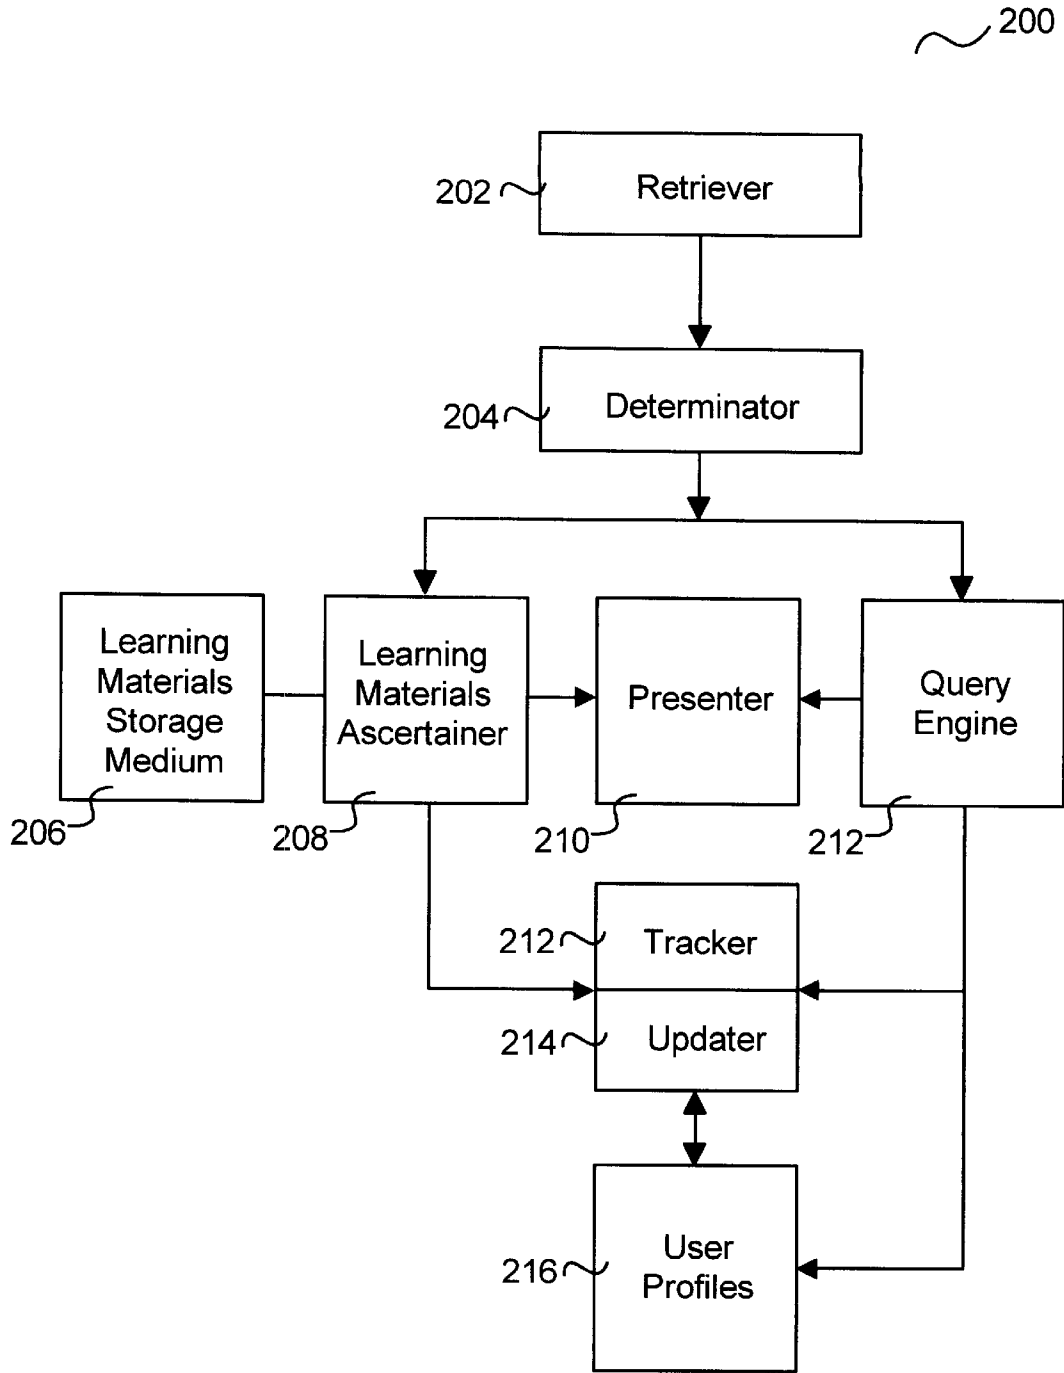 200
202
Retriever
204
Determinator
Learning
Materials
Storage
Medium
206
Learning
Materials
Ascertainer
208
Presenter
210
Query
Engine
212
212
Tracker
214
Updater
216
User
Profiles